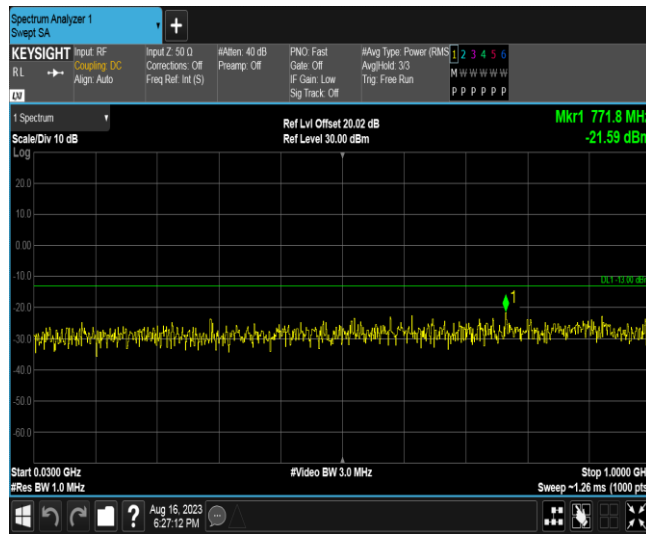 Spectrum Analyzer 1
Swept SA
KEYSIGHT
RL
LXI
Input: RF
Coupling: DC
Align: Auto
Input Z: 50 Ω
Corrections: Off
Freq Ref: Int (S)
#Atten: 40 dB
Preamp: Off
PNO: Fast
Gate: Off
IF Gain: Low
Sig Track: Off
#Avg Type: Power (RMS
Avg|Hold: 3/3
Trig: Free Run
1 2 3 4 5 6
M W W W W W
P P P P P P
1 Spectrum
Scale/Div 10 dB
Log
Ref Lvl Offset 20.02 dB
Ref Level 30.00 dBm
Mkr1 771.8 MHz
-21.59 dBm
20.0
10.0
0.00
-10.0
DL1 -13.00 dBm
1
-20.0
-30.0
-40.0
-50.0
-60.0
Start 0.0300 GHz
#Res BW 1.0 MHz
#Video BW 3.0 MHz
Stop 1.0000 GH
Sweep ~1.26 ms (1000 pts
?
Aug 16, 2023
6:27:12 PM